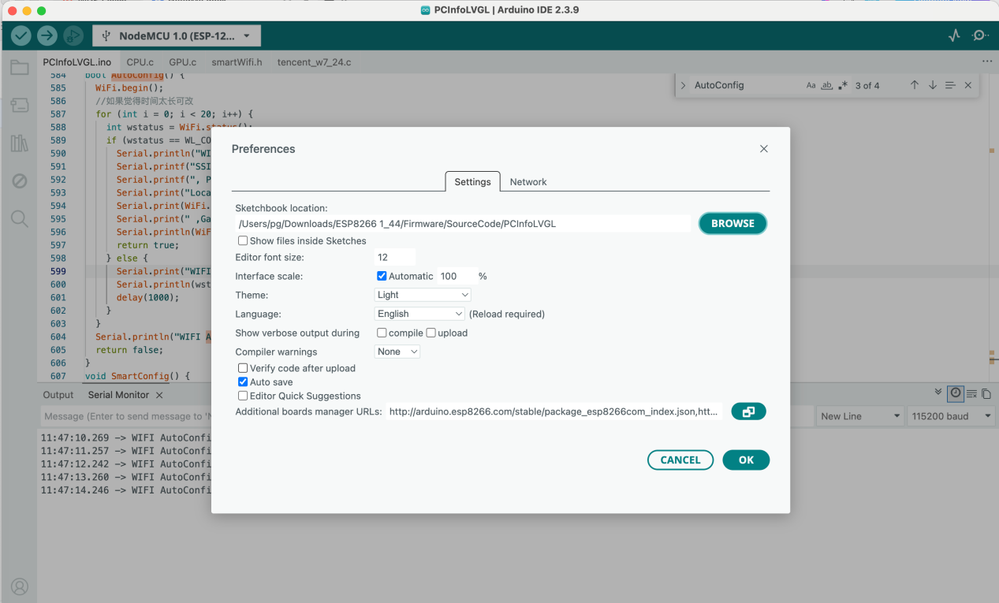 PCInfoLVGL | Arduino IDE 2.3.9
NodeMCU 1.0 (ESP-12...
PCInfoLVGL.ino CPU.c GPU.c smartWifi.h tencent_w7_24.c
584 bool AutoConfig() {
585 WiFi.begin();
586 //如果觉得时间太长可改
587 for (int i = 0; i < 20; i++) {
588 int wstatus = WiFi.status();
589 if (wstatus == WL_CO
590 Serial.println("WI
591 Serial.printf("SSI
592 Serial.printf(", P
593 Serial.print("Loca
594 Serial.print(WiFi.
595 Serial.print(" ,Ga
596 Serial.println(WiF
597 return true;
598 } else {
599 Serial.print("WIFI
600 Serial.println(wst
601 delay(1000);
602 }
603 }
604 Serial.println("WIFI A
605 return false;
606 }
607 void SmartConfig() {
AutoConfig Aa ab, .* 3 of 4
Preferences
Settings Network
Sketchbook location:
/Users/pg/Downloads/ESP8266 1_44/Firmware/SourceCode/PCInfoLVGL BROWSE
Show files inside Sketches
Editor font size: 12
Interface scale: Automatic 100 %
Theme: Light
Language: English (Reload required)
Show verbose output during compile upload
Compiler warnings None
Verify code after upload
Auto save
Editor Quick Suggestions
Additional boards manager URLs: http://arduino.esp8266.com/stable/package_esp8266com_index.json,htt...
CANCEL OK
Output Serial Monitor
Message (Enter to send message to 'N New Line 115200 baud
11:47:10.269 -> WIFI AutoConfi
11:47:11.257 -> WIFI AutoConfi
11:47:12.242 -> WIFI AutoConfi
11:47:13.260 -> WIFI AutoConfi
11:47:14.246 -> WIFI AutoConfi